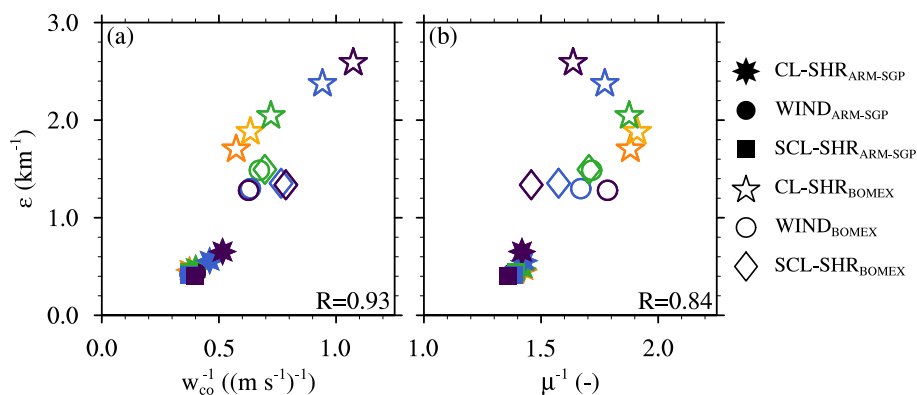 3.0
2.0
1.0
0.0
ε (km⁻¹)
(a)
R=0.93
0.0 0.5 1.0
w_co⁻¹ ((m s⁻¹)⁻¹)
(b)
R=0.84
1.0 1.5 2.0
μ⁻¹ (-)
CL-SHR_ARM-SGP
WIND_ARM-SGP
SCL-SHR_ARM-SGP
CL-SHR_BOMEX
WIND_BOMEX
SCL-SHR_BOMEX